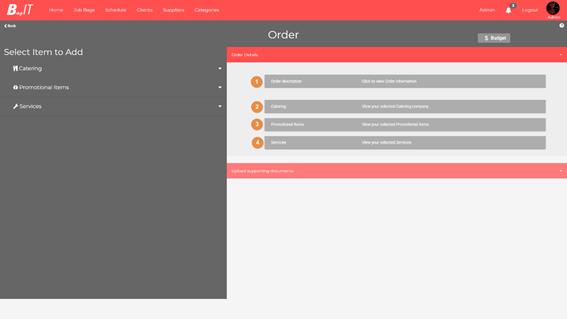 BagIT
Home Job Bags Schedule Clients Suppliers Categories Admin 3 Logout
Admin
Back
Order
$ Budget
Select Item to Add
Catering
Promotional Items
Services
Order Details
1 Order description Click to view Order Information
2 Catering View your selected Catering company
3 Promotional Items View your selected Promotional Items
4 Services View your selected Services
Upload supporting documents